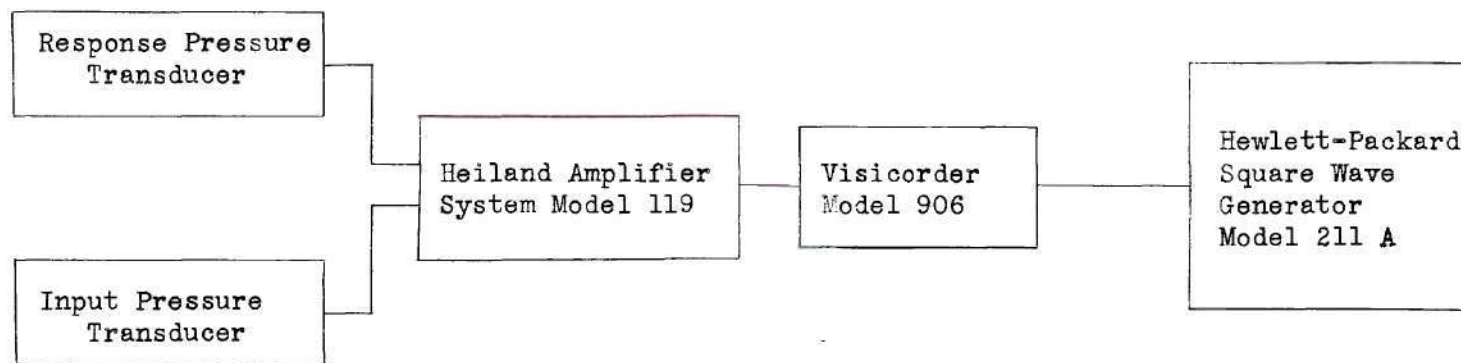 Response Pressure
Transducer
Input Pressure
Transducer
Heiland Amplifier
System Model 119
Visicorder
Model 906
Hewlett-Packard
Square Wave
Generator
Model 211 A